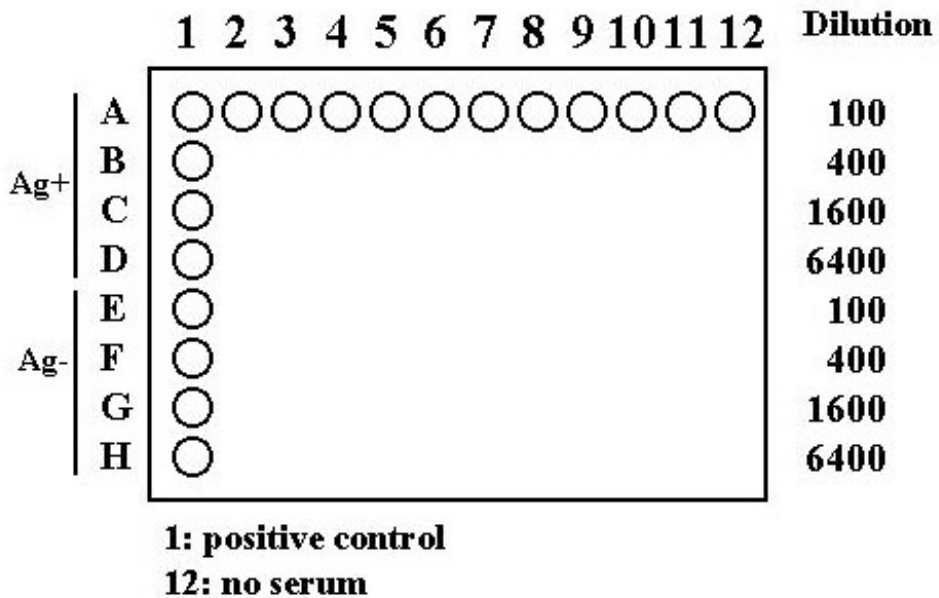 1 2 3 4 5 6 7 8 9 10 11 12 Dilution
A 100
B 400
Ag+
C 1600
D 6400
E 100
Ag- F 400
G 1600
H 6400
1: positive control
12: no serum